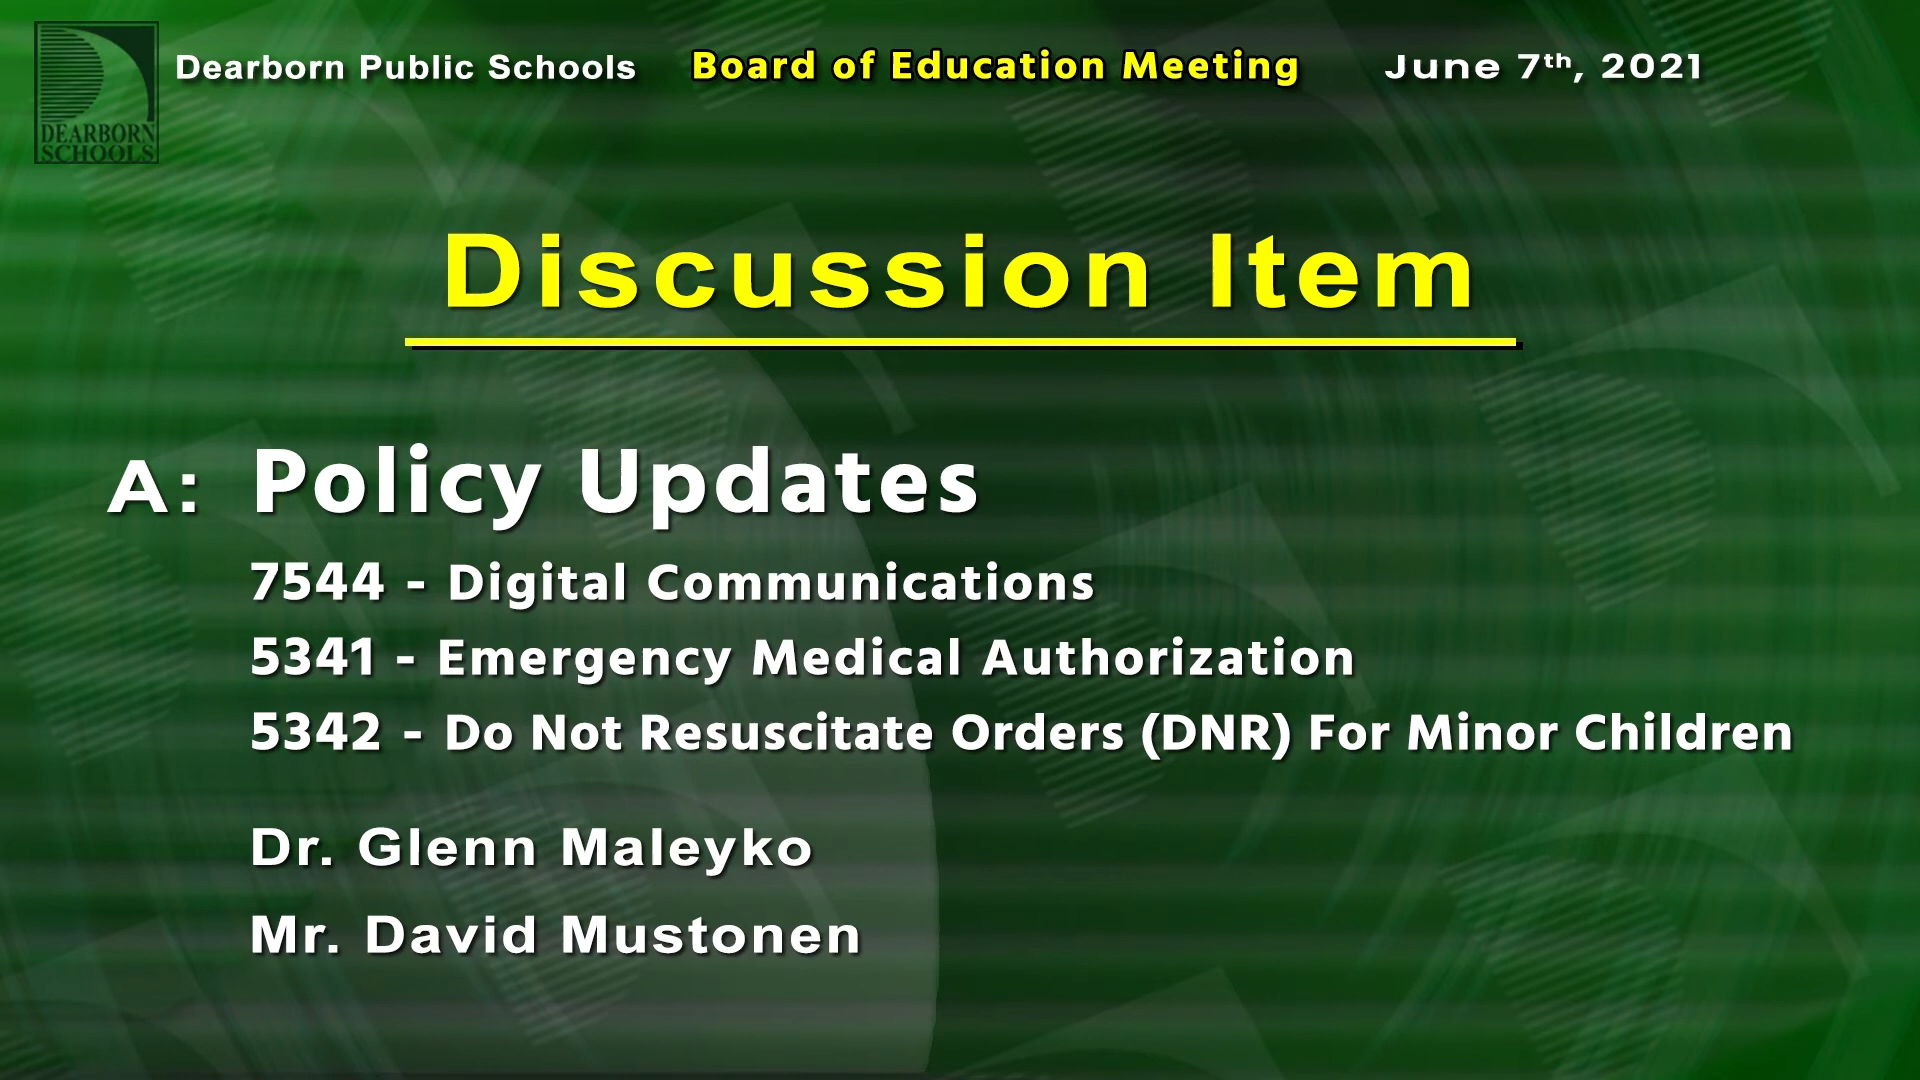 DEARBORN
SCHOOLS
Dearborn Public Schools Board of Education Meeting June 7th, 2021
Discussion Item
A: Policy Updates
7544 - Digital Communications
5341 - Emergency Medical Authorization
5342 - Do Not Resuscitate Orders (DNR) For Minor Children
Dr. Glenn Maleyko
Mr. David Mustonen